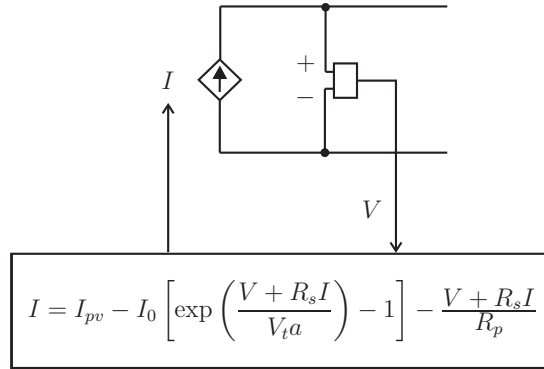 +
I
−
V
I = I_{pv} − I_0 [exp((V + R_s I)/(V_t a)) − 1] − (V + R_s I)/R_p